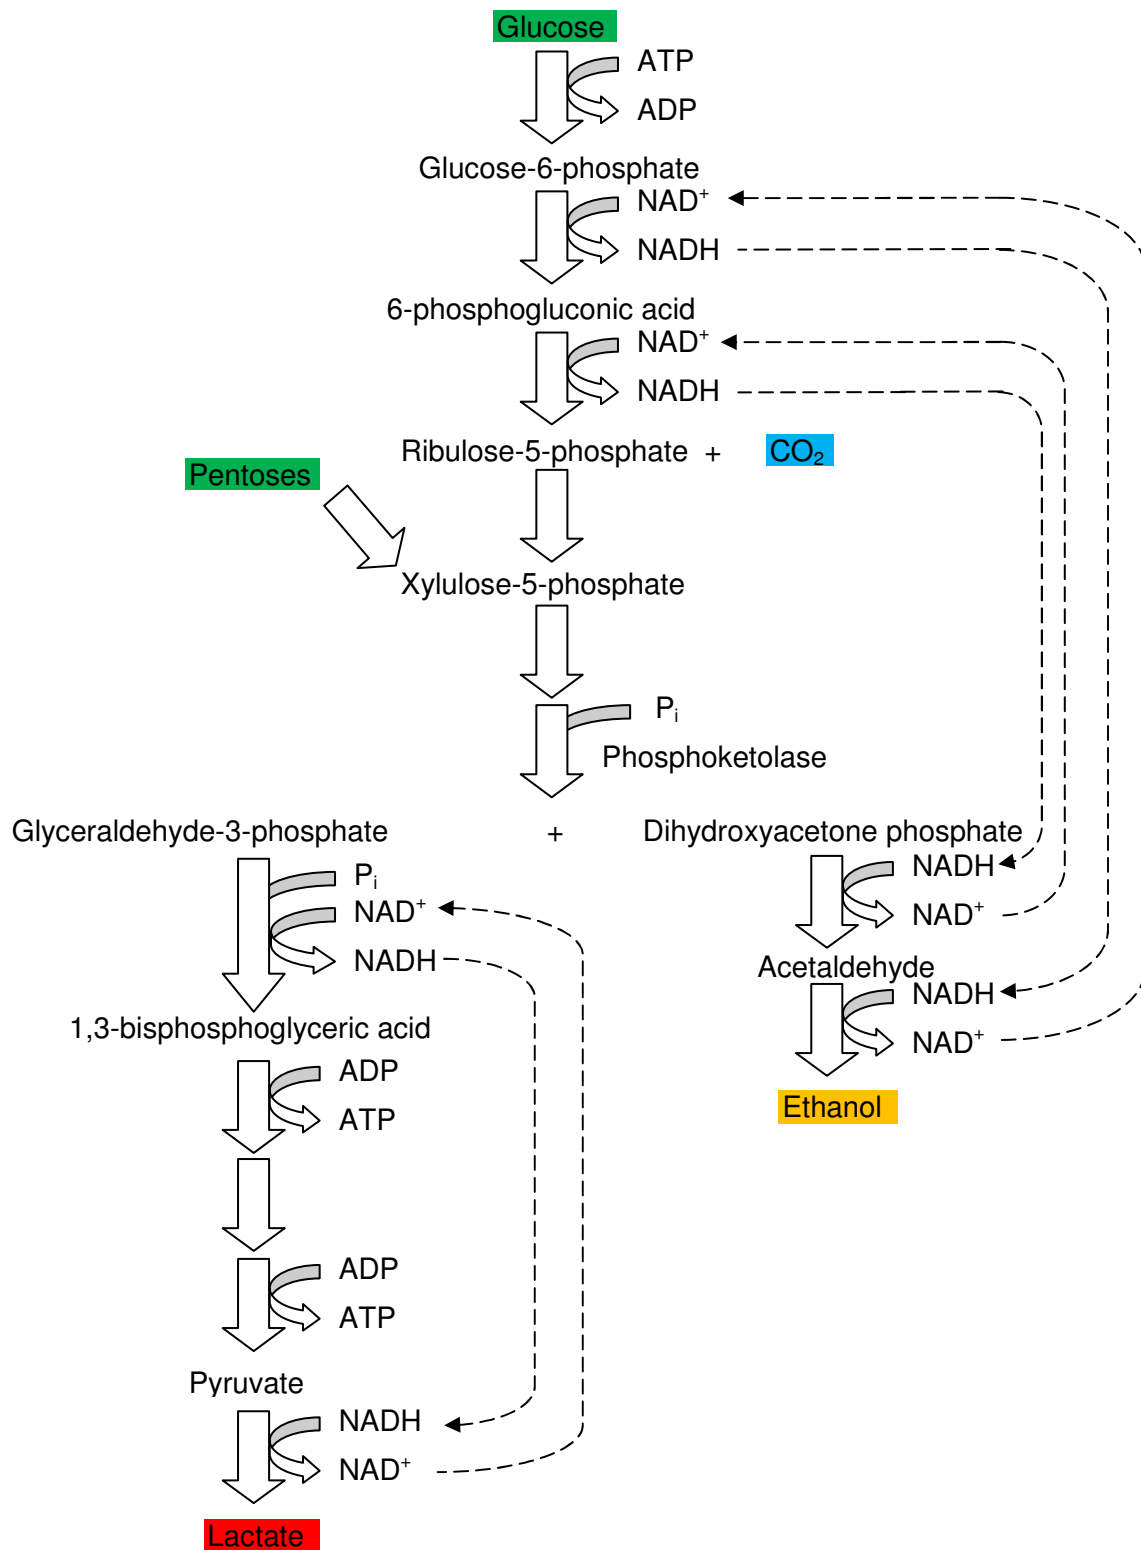 Glucose
ATP
ADP
Glucose-6-phosphate
NAD⁺
NADH
6-phosphogluconic acid
NAD⁺
NADH
Ribulose-5-phosphate + CO₂
Pentoses
Xylulose-5-phosphate
Pᵢ
Phosphoketolase
Glyceraldehyde-3-phosphate + Dihydroxyacetone phosphate
Pᵢ
NAD⁺
NADH
1,3-bisphosphoglyceric acid
ADP
ATP
ADP
ATP
Pyruvate
NADH
NAD⁺
Lactate
NADH
NAD⁺
Acetaldehyde
NADH
NAD⁺
Ethanol